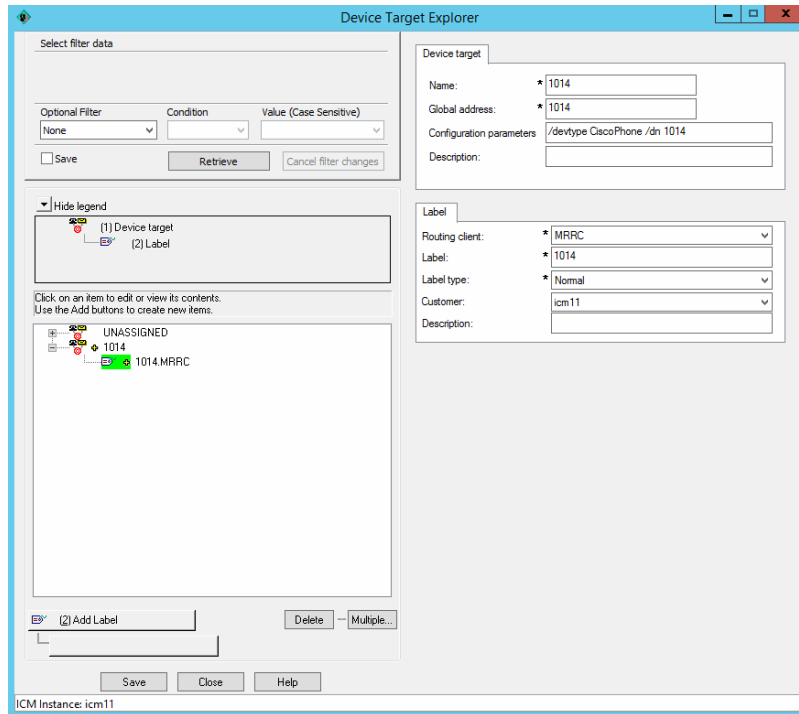 Device Target Explorer
Select filter data
Optional Filter Condition Value (Case Sensitive)
None
Save Retrieve Cancel filter changes
Hide legend
(1) Device target
(2) Label
Click on an item to edit or view its contents.
Use the Add buttons to create new items.
UNASSIGNED
1014
1014.MRRC
(2) Add Label Delete Multiple...
Save Close Help
ICM Instance: icm11
Device target
Name: * 1014
Global address: * 1014
Configuration parameters /devtype CiscoPhone /dn 1014
Description:
Label
Routing client: * MRRC
Label: * 1014
Label type: * Normal
Customer: icm11
Description: